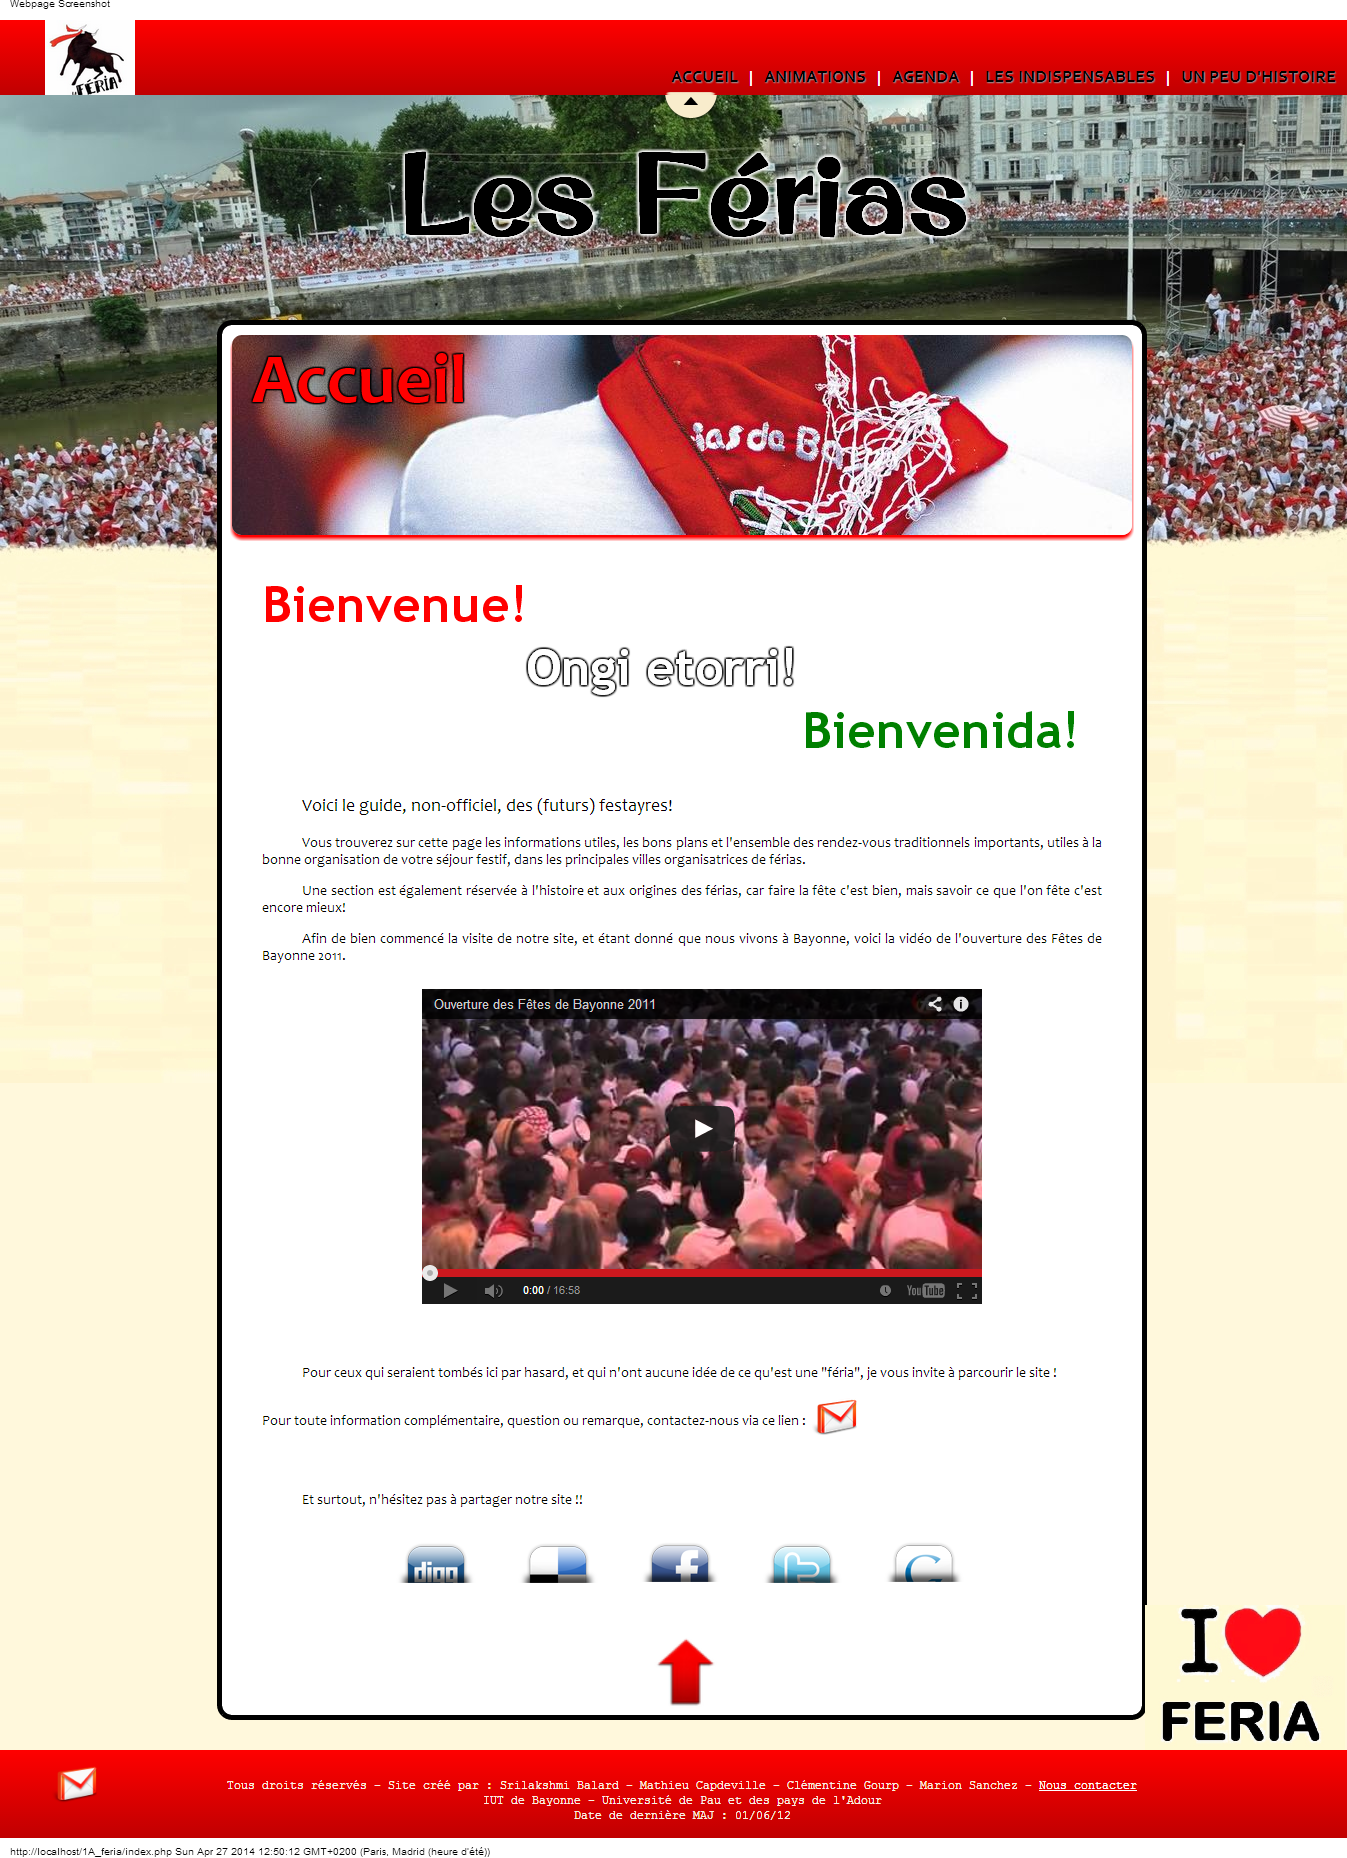 Webpage Screenshot
FÉRIA
ACCUEIL | ANIMATIONS | AGENDA | LES INDISPENSABLES | UN PEU D'HISTOIRE
Les Férias
Accueil
ias de Ba
Bienvenue!
Ongi etorri!
Bienvenida!
Voici le guide, non-officiel, des (futurs) festayres!
Vous trouverez sur cette page les informations utiles, les bons plans et l'ensemble des rendez-vous traditionnels importants, utiles à la
bonne organisation de votre séjour festif, dans les principales villes organisatrices de férias.
Une section est également réservée à l'histoire et aux origines des férias, car faire la fête c'est bien, mais savoir ce que l'on fête c'est
encore mieux!
Afin de bien commencé la visite de notre site, et étant donné que nous vivons à Bayonne, voici la vidéo de l'ouverture des Fêtes de
Bayonne 2011.
Ouverture des Fêtes de Bayonne 2011
0:00 / 16:58
YouTube
Pour ceux qui seraient tombés ici par hasard, et qui n'ont aucune idée de ce qu'est une "féria", je vous invite à parcourir le site !
Pour toute information complémentaire, question ou remarque, contactez-nous via ce lien :
Et surtout, n'hésitez pas à partager notre site !!
digg
f
t
G
I
FERIA
Tous droits réservés - Site créé par : Srilakshmi Balard - Mathieu Capdeville - Clémentine Gourp - Marion Sanchez - Nous contacter
IUT de Bayonne - Université de Pau et des pays de l'Adour
Date de dernière MAJ : 01/06/12
http://localhost/1A_feria/index.php Sun Apr 27 2014 12:50:12 GMT+0200 (Paris, Madrid (heure d'été))